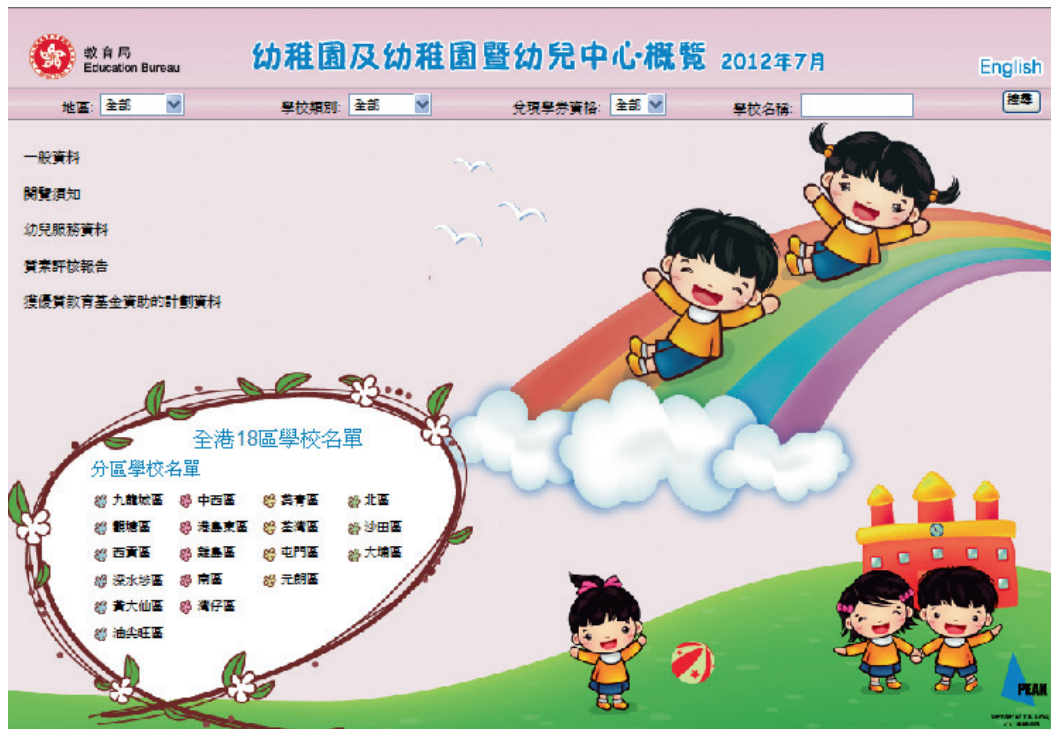 教育局
Education Bureau
幼稚園及幼稚園暨幼兒中心概覽 2012年7月
English
地區: 全部 學校類別: 全部 兌現學券資格: 全部 學校名稱: 搜尋
一般資料
閱覽須知
幼兒服務資料
質素評核報告
獲優質教育基金資助的計劃資料
全港18區學校名單
分區學校名單
九龍城區 中西區 葵青區 北區
觀塘區 港島東區 荃灣區 沙田區
西貢區 離島區 屯門區 大埔區
深水埗區 南區 元朗區
黃大仙區 灣仔區
油尖旺區
PEAK